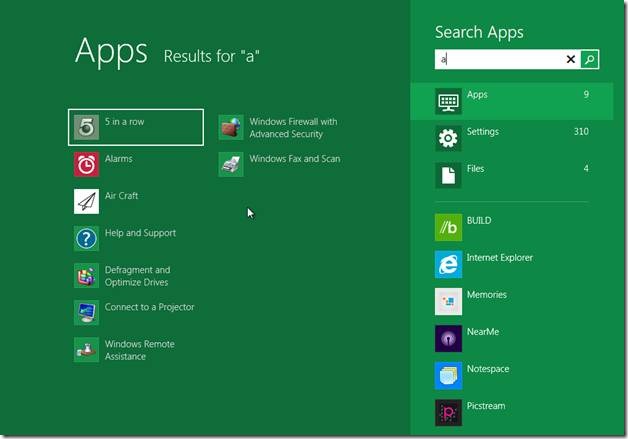 Apps Results for "a"
5 in a row
Alarms
Air Craft
Help and Support
Defragment and
Optimize Drives
Connect to a Projector
Windows Remote
Assistance
Windows Firewall with
Advanced Security
Windows Fax and Scan
Search Apps
a
Apps 9
Settings 310
Files 4
BUILD
Internet Explorer
Memories
NearMe
Notespace
Picstream